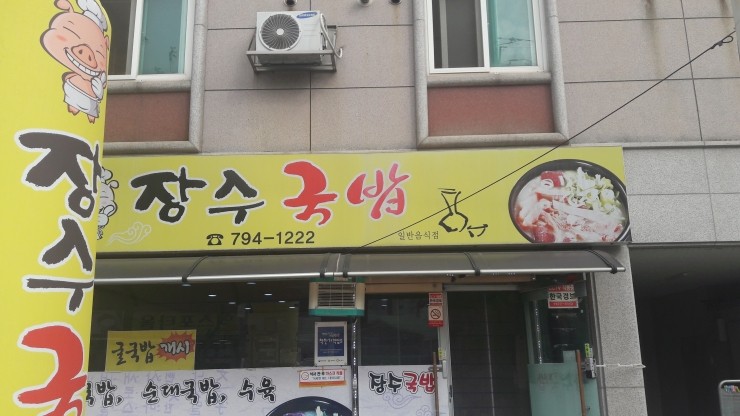 장수국
장수국밥
☎ 794-1222
일반음식점
SAMSUNG
굴국밥 개시
국밥, 순대국밥, 수육
장수국밥
한국경보